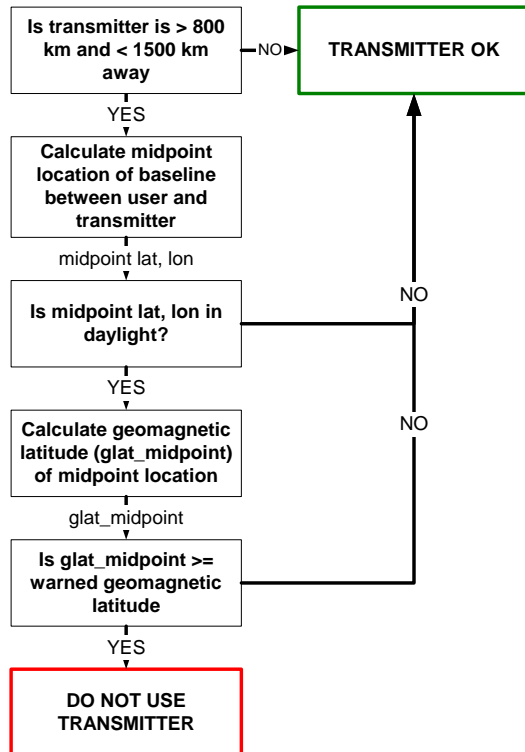 Is transmitter is > 800
km and < 1500 km
away
NO
TRANSMITTER OK
YES
Calculate midpoint
location of baseline
between user and
transmitter
midpoint lat, lon
Is midpoint lat, lon in
daylight?
NO
YES
Calculate geomagnetic
latitude (glat_midpoint)
of midpoint location
NO
glat_midpoint
Is glat_midpoint >=
warned geomagnetic
latitude
YES
DO NOT USE
TRANSMITTER